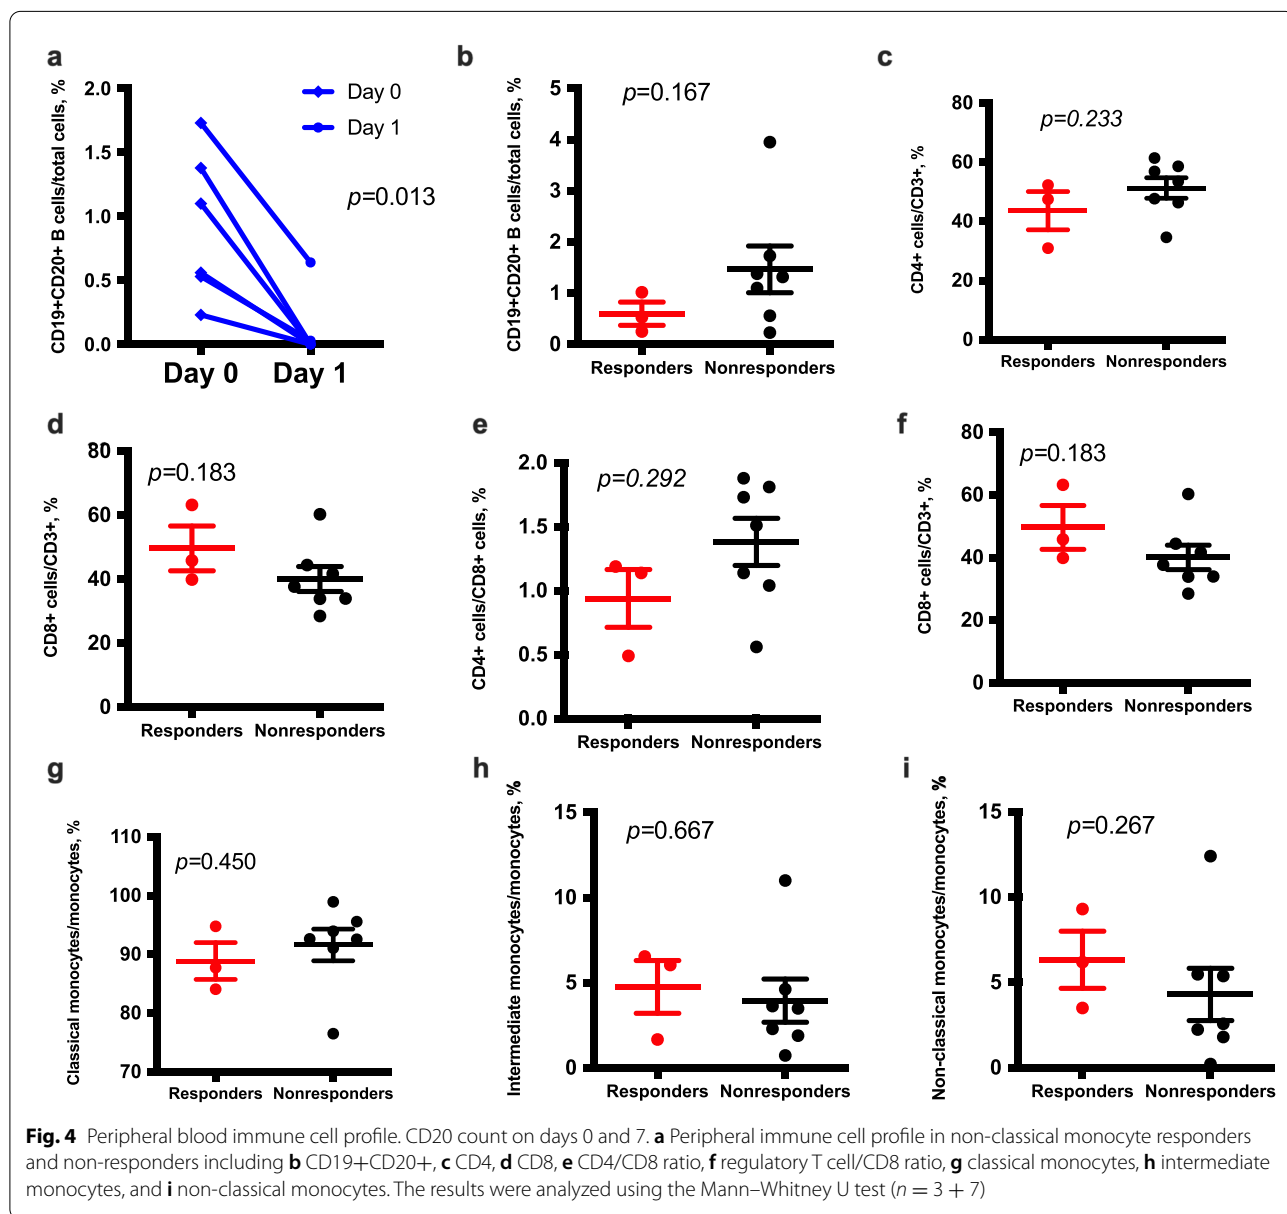 a
CD19+CD20+ B cells/total cells, %
2.0
1.5
1.0
0.5
0.0
Day 0
Day 1
p=0.013
Day 0 Day 1
b
CD19+CD20+ B cells/total cells, %
5
4
3
2
1
0
p=0.167
Responders Nonresponders
c
CD4+ cells/CD3+, %
80
60
40
20
0
p=0.233
Responders Nonresponders
d
CD8+ cells/CD3+, %
80
60
40
20
0
p=0.183
Responders Nonresponders
e
CD4+ cells/CD8+ cells, %
2.0
1.5
1.0
0.5
0.0
p=0.292
Responders Nonresponders
f
CD8+ cells/CD3+, %
80
60
40
20
0
p=0.183
Responders Nonresponders
g
Classical monocytes/monocytes, %
110
100
90
80
70
p=0.450
Responders Nonresponders
h
Intermediate monocytes/monocytes, %
15
10
5
0
p=0.667
Responders Nonresponders
i
Non-classical monocytes/monocytes, %
15
10
5
0
p=0.267
Responders Nonresponders
Fig. 4 Peripheral blood immune cell profile. CD20 count on days 0 and 7. a Peripheral immune cell profile in non-classical monocyte responders
and non-responders including b CD19+CD20+, c CD4, d CD8, e CD4/CD8 ratio, f regulatory T cell/CD8 ratio, g classical monocytes, h intermediate
monocytes, and i non-classical monocytes. The results were analyzed using the Mann–Whitney U test (n = 3 + 7)